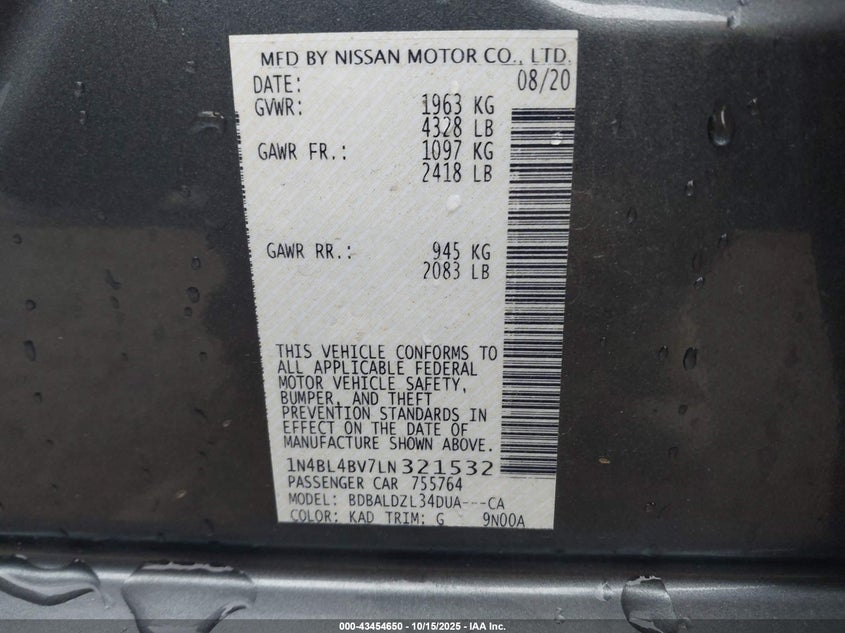 MFD BY NISSAN MOTOR CO., LTD.
DATE: 08/20
GVWR: 1963 KG
4328 LB
GAWR FR.: 1097 KG
2418 LB
GAWR RR.: 945 KG
2083 LB
THIS VEHICLE CONFORMS TO
ALL APPLICABLE FEDERAL
MOTOR VEHICLE SAFETY,
BUMPER, AND THEFT
PREVENTION STANDARDS IN
EFFECT ON THE DATE OF
MANUFACTURE SHOWN ABOVE.
1N4BL4BV7LN321532
PASSENGER CAR 755764
MODEL: BDBALDZL34DUA---CA
COLOR: KAD TRIM: G 9N00A
000-43454650 - 10/15/2025 - IAA Inc.